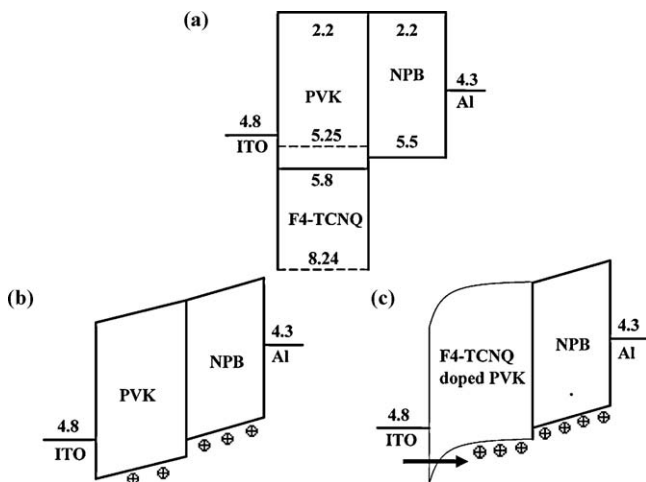 (a)
2.2 2.2
NPB
PVK
4.3
Al
4.8
ITO
5.25
5.5
5.8
F4-TCNQ
8.24
(b)
4.3
Al
NPB
PVK
4.8
ITO
(c)
4.3
Al
NPB
F4-TCNQ
doped PVK
4.8
ITO